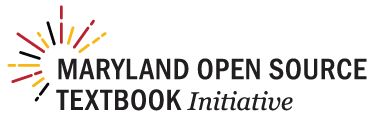 MARYLAND OPEN SOURCE
TEXTBOOK Initiative